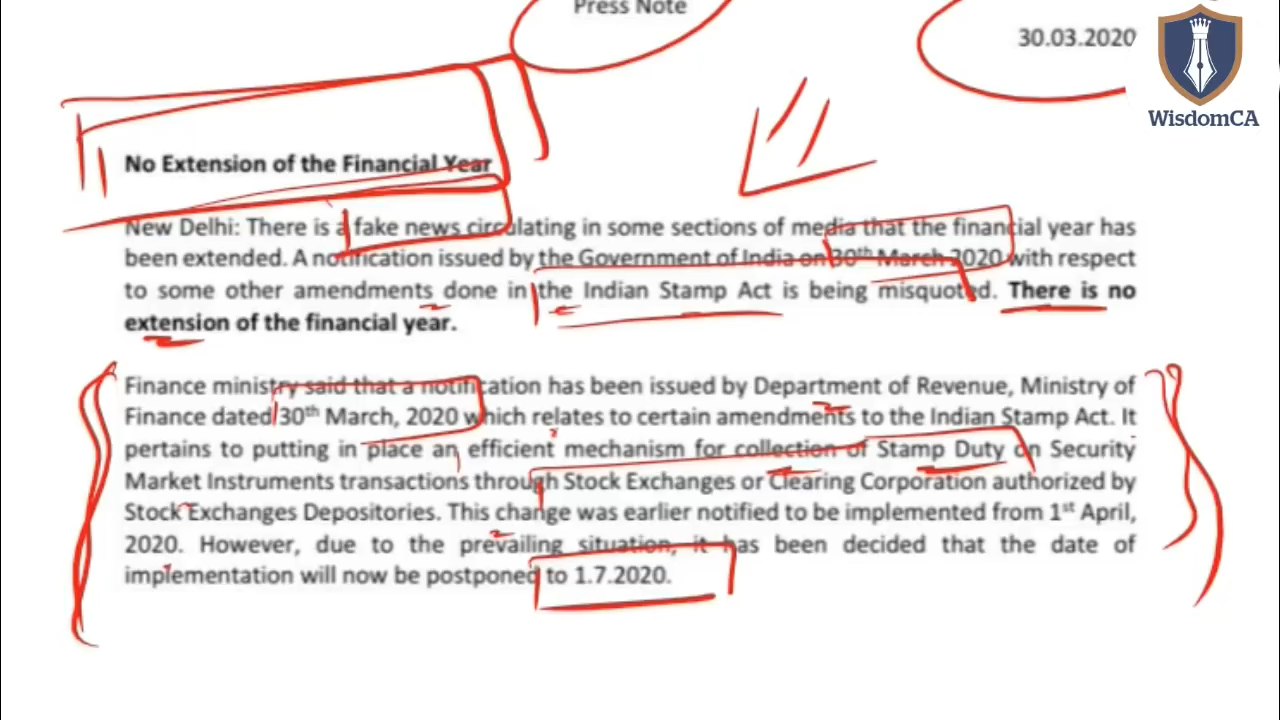 Press Note
30.03.2020
WisdomCA
No Extension of the Financial Year
New Delhi: There is a fake news circulating in some sections of media that the financial year has
been extended. A notification issued by the Government of India on 30th March 2020 with respect
to some other amendments done in the Indian Stamp Act is being misquoted. There is no
extension of the financial year.
Finance ministry said that a notification has been issued by Department of Revenue, Ministry of
Finance dated 30th March, 2020 which relates to certain amendments to the Indian Stamp Act. It
pertains to putting in place an efficient mechanism for collection of Stamp Duty on Security
Market Instruments transactions through Stock Exchanges or Clearing Corporation authorized by
Stock Exchanges Depositories. This change was earlier notified to be implemented from 1st April,
2020. However, due to the prevailing situation, it has been decided that the date of
implementation will now be postponed to 1.7.2020.